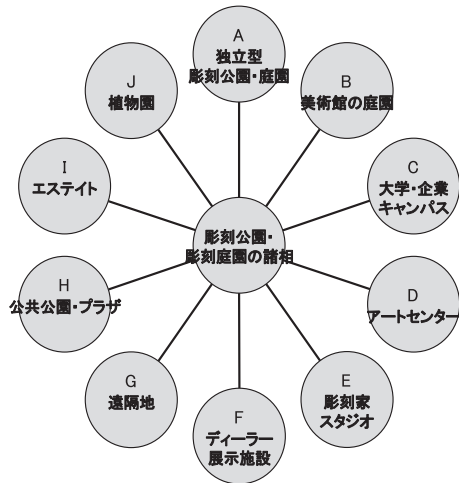 A
独立型
彫刻公園・庭園
B
美術館の庭園
C
大学・企業
キャンパス
D
アートセンター
E
彫刻家
スタジオ
F
ディーラー
展示施設
G
遠隔地
H
公共公園・プラザ
I
エステイト
J
植物園
彫刻公園・
彫刻庭園の諸相